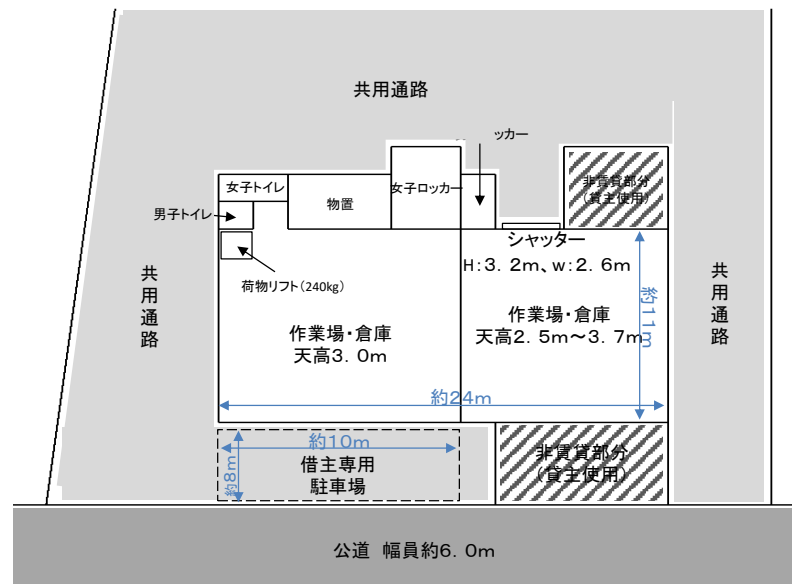 共用通路
ッカー
女子トイレ
物置
女子ロッカー
非賃貸部分
(貸主使用)
男子トイレ
シャッター
H:3.2m、w:2.6m
荷物リフト(240kg)
共用通路
共用通路
約11m
作業場・倉庫
天高3.0m
作業場・倉庫
天高2.5m～3.7m
約24m
約10m
約8m
借主専用
駐車場
非賃貸部分
(貸主使用)
公道 幅員約6.0m